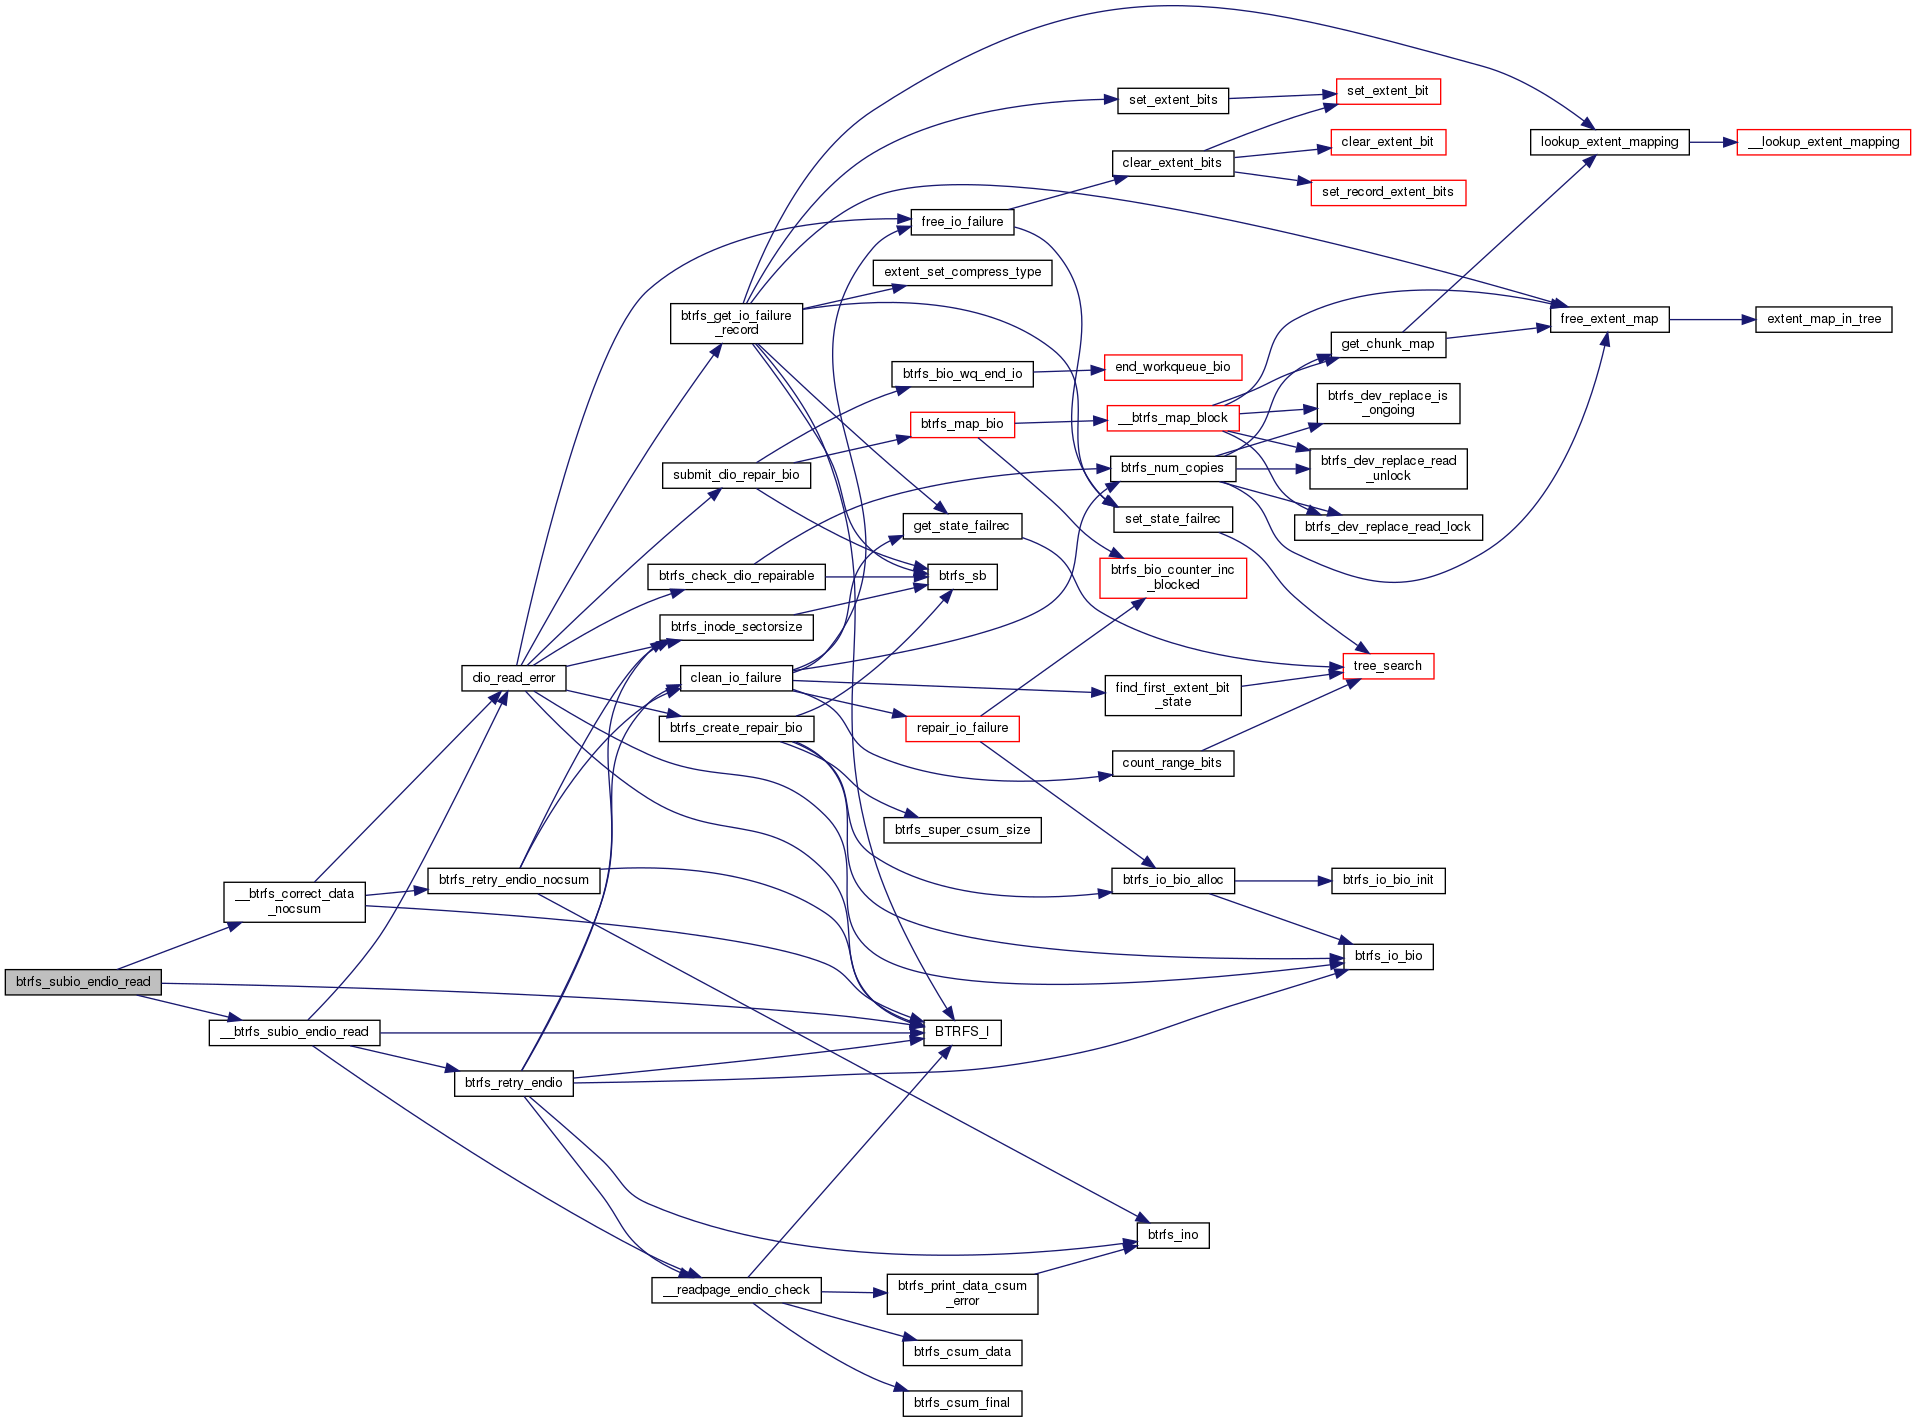 set_extent_bits
set_extent_bit
clear_extent_bit
lookup_extent_mapping
__lookup_extent_mapping
clear_extent_bits
set_record_extent_bits
free_io_failure
extent_set_compress_type
btrfs_get_io_failure
_record
free_extent_map
extent_map_in_tree
get_chunk_map
btrfs_bio_wq_end_io
end_workqueue_bio
btrfs_dev_replace_is
_ongoing
btrfs_map_bio
__btrfs_map_block
submit_dio_repair_bio
btrfs_num_copies
btrfs_dev_replace_read
_unlock
get_state_failrec
set_state_failrec
btrfs_dev_replace_read_lock
btrfs_check_dio_repairable
btrfs_sb
btrfs_bio_counter_inc
_blocked
btrfs_inode_sectorsize
tree_search
dio_read_error
clean_io_failure
find_first_extent_bit
_state
btrfs_create_repair_bio
repair_io_failure
count_range_bits
btrfs_super_csum_size
btrfs_retry_endio_nocsum
btrfs_io_bio_alloc
btrfs_io_bio_init
__btrfs_correct_data
_nocsum
btrfs_io_bio
btrfs_subio_endio_read
__btrfs_subio_endio_read
BTRFS_I
btrfs_retry_endio
btrfs_ino
__readpage_endio_check
btrfs_print_data_csum
_error
btrfs_csum_data
btrfs_csum_final